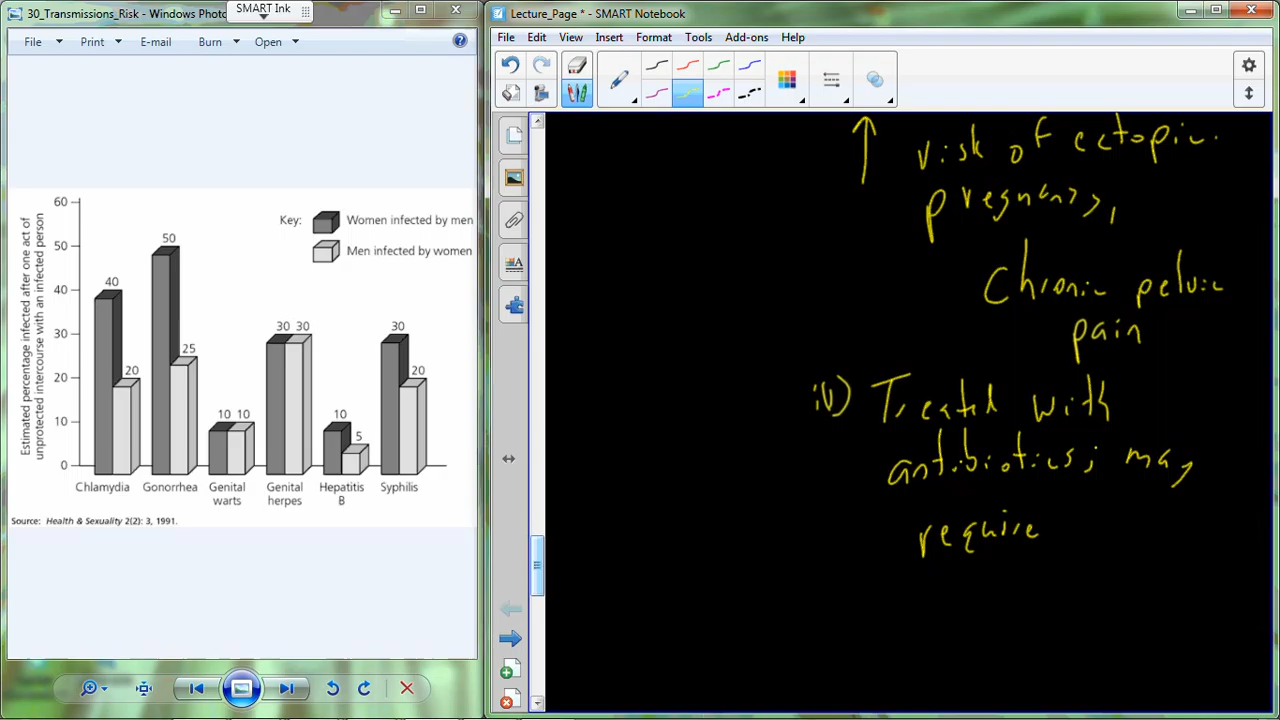 30_Transmissions_Risk - Windows Photo
SMART Ink
File Print E-mail Burn Open
60
50
40
30
20
10
0
Estimated percentage infected after one act of
unprotected intercourse with an infected person
Key: Women infected by men
Men infected by women
40
20
50
25
10 10
30 30
10
5
30
20
Chlamydia Gonorrhea Genital warts Genital herpes Hepatitis B Syphilis
Source: Health & Sexuality 2(2): 3, 1991.
Lecture_Page * - SMART Notebook
File Edit View Insert Format Tools Add-ons Help
↑ risk of ectopic
pregnancy,
Chronic pelvic
pain
iv) Treated with
antibiotics; may
require